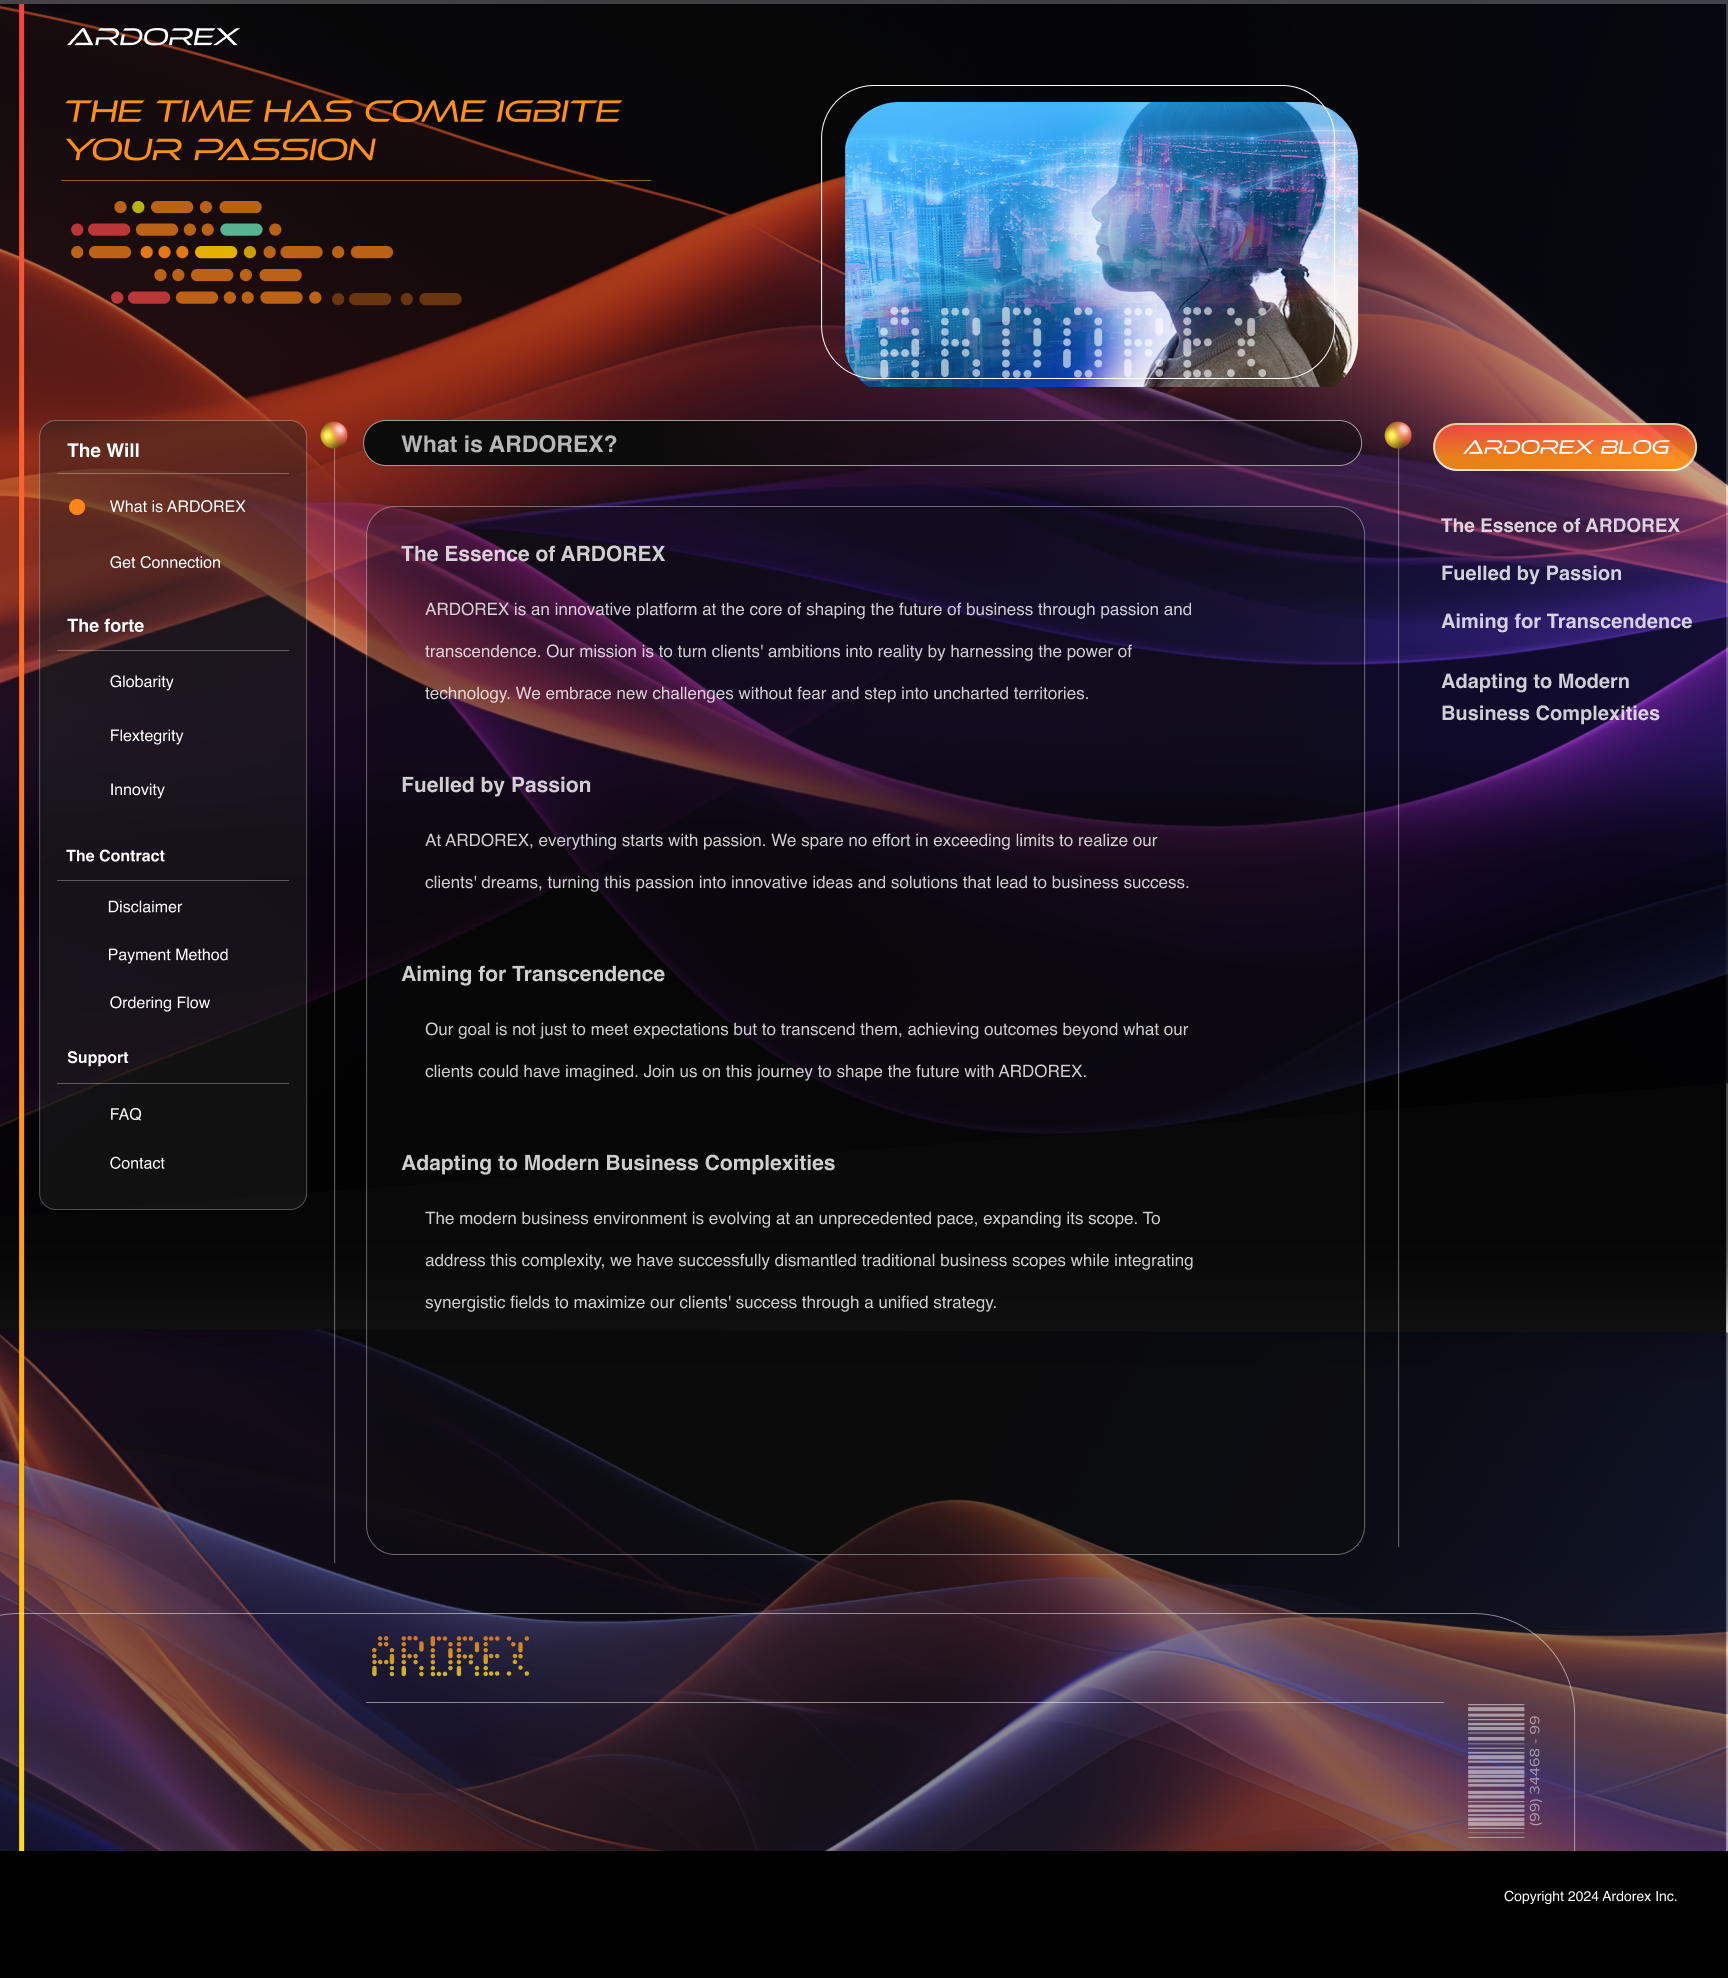 ARDOREX
THE TIME HAS COME IGBITE
YOUR PASSION
ARDOREX
The Will
What is ARDOREX
Get Connection
The forte
Globarity
Flextegrity
Innovity
The Contract
Disclaimer
Payment Method
Ordering Flow
Support
FAQ
Contact
What is ARDOREX?
The Essence of ARDOREX
ARDOREX is an innovative platform at the core of shaping the future of business through passion and
transcendence. Our mission is to turn clients' ambitions into reality by harnessing the power of
technology. We embrace new challenges without fear and step into uncharted territories.
Fuelled by Passion
At ARDOREX, everything starts with passion. We spare no effort in exceeding limits to realize our
clients' dreams, turning this passion into innovative ideas and solutions that lead to business success.
Aiming for Transcendence
Our goal is not just to meet expectations but to transcend them, achieving outcomes beyond what our
clients could have imagined. Join us on this journey to shape the future with ARDOREX.
Adapting to Modern Business Complexities
The modern business environment is evolving at an unprecedented pace, expanding its scope. To
address this complexity, we have successfully dismantled traditional business scopes while integrating
synergistic fields to maximize our clients' success through a unified strategy.
ARDOREX BLOG
The Essence of ARDOREX
Fuelled by Passion
Aiming for Transcendence
Adapting to Modern
Business Complexities
ARDREX
(99) 34468 - 99
Copyright 2024 Ardorex Inc.